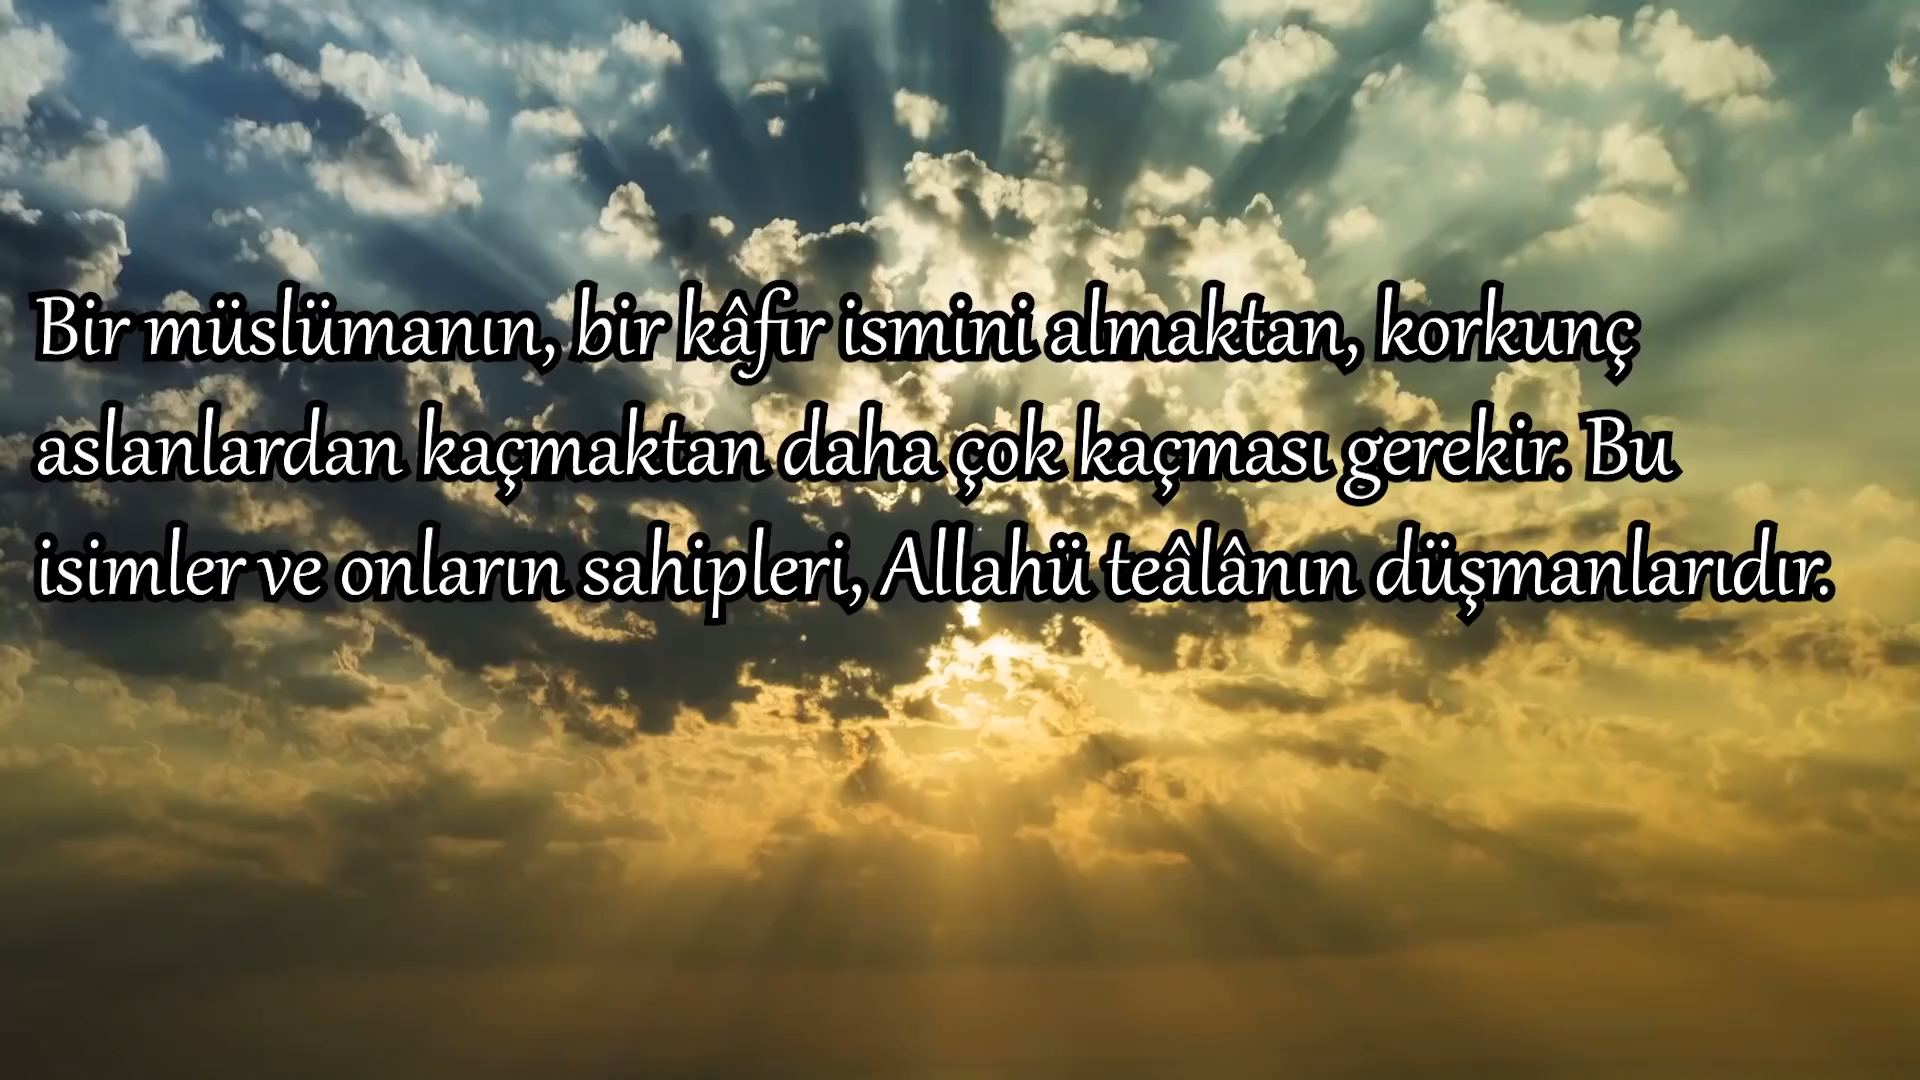 Bir müslümanın, bir kâfir ismini almaktan, korkunç
aslanlardan kaçmaktan daha çok kaçması gerekir. Bu
isimler ve onların sahipleri, Allahü teâlânın düşmanlarıdır.